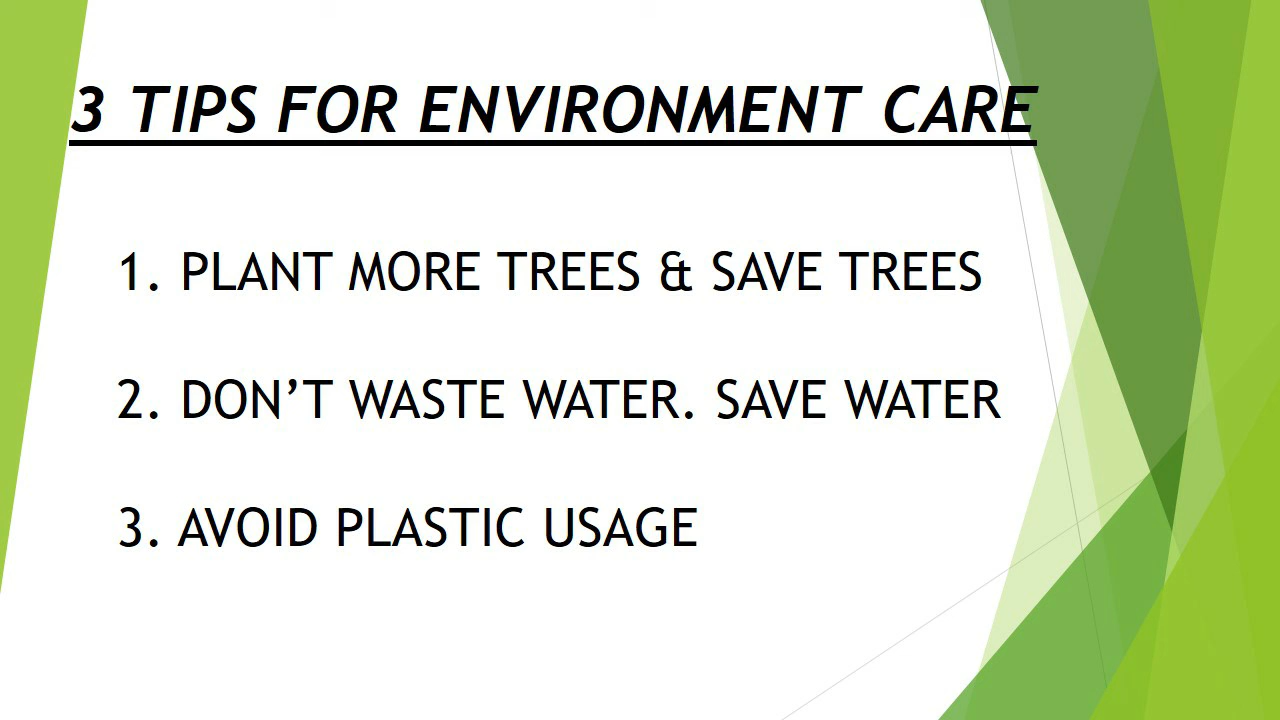 3 TIPS FOR ENVIRONMENT CARE
1. PLANT MORE TREES & SAVE TREES
2. DON’T WASTE WATER. SAVE WATER
3. AVOID PLASTIC USAGE